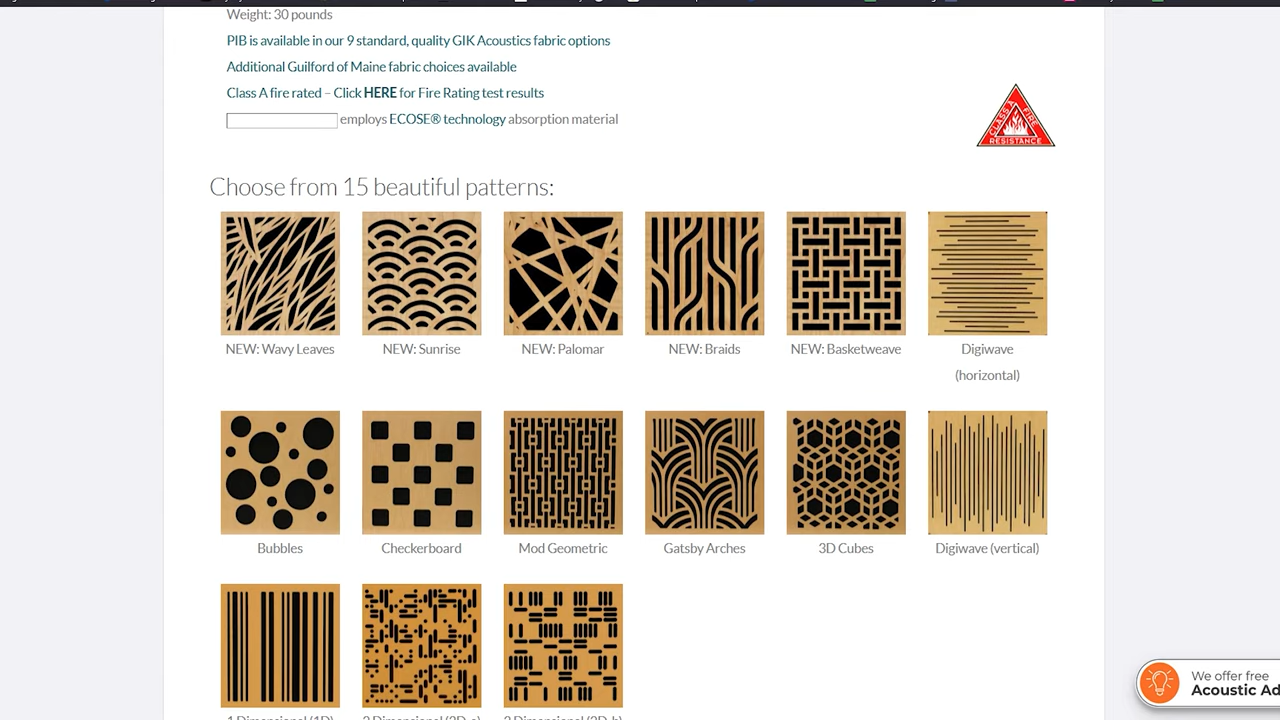 Weight: 30 pounds
PIB is available in our 9 standard, quality GIK Acoustics fabric options
Additional Guilford of Maine fabric choices available
Class A fire rated – Click HERE for Fire Rating test results
employs ECOSE® technology absorption material
CLASS A FIRE
RESISTANCE
Choose from 15 beautiful patterns:
NEW: Wavy Leaves NEW: Sunrise NEW: Palomar NEW: Braids NEW: Basketweave Digiwave
(horizontal)
Bubbles Checkerboard Mod Geometric Gatsby Arches 3D Cubes Digiwave (vertical)
We offer free
Acoustic Ad